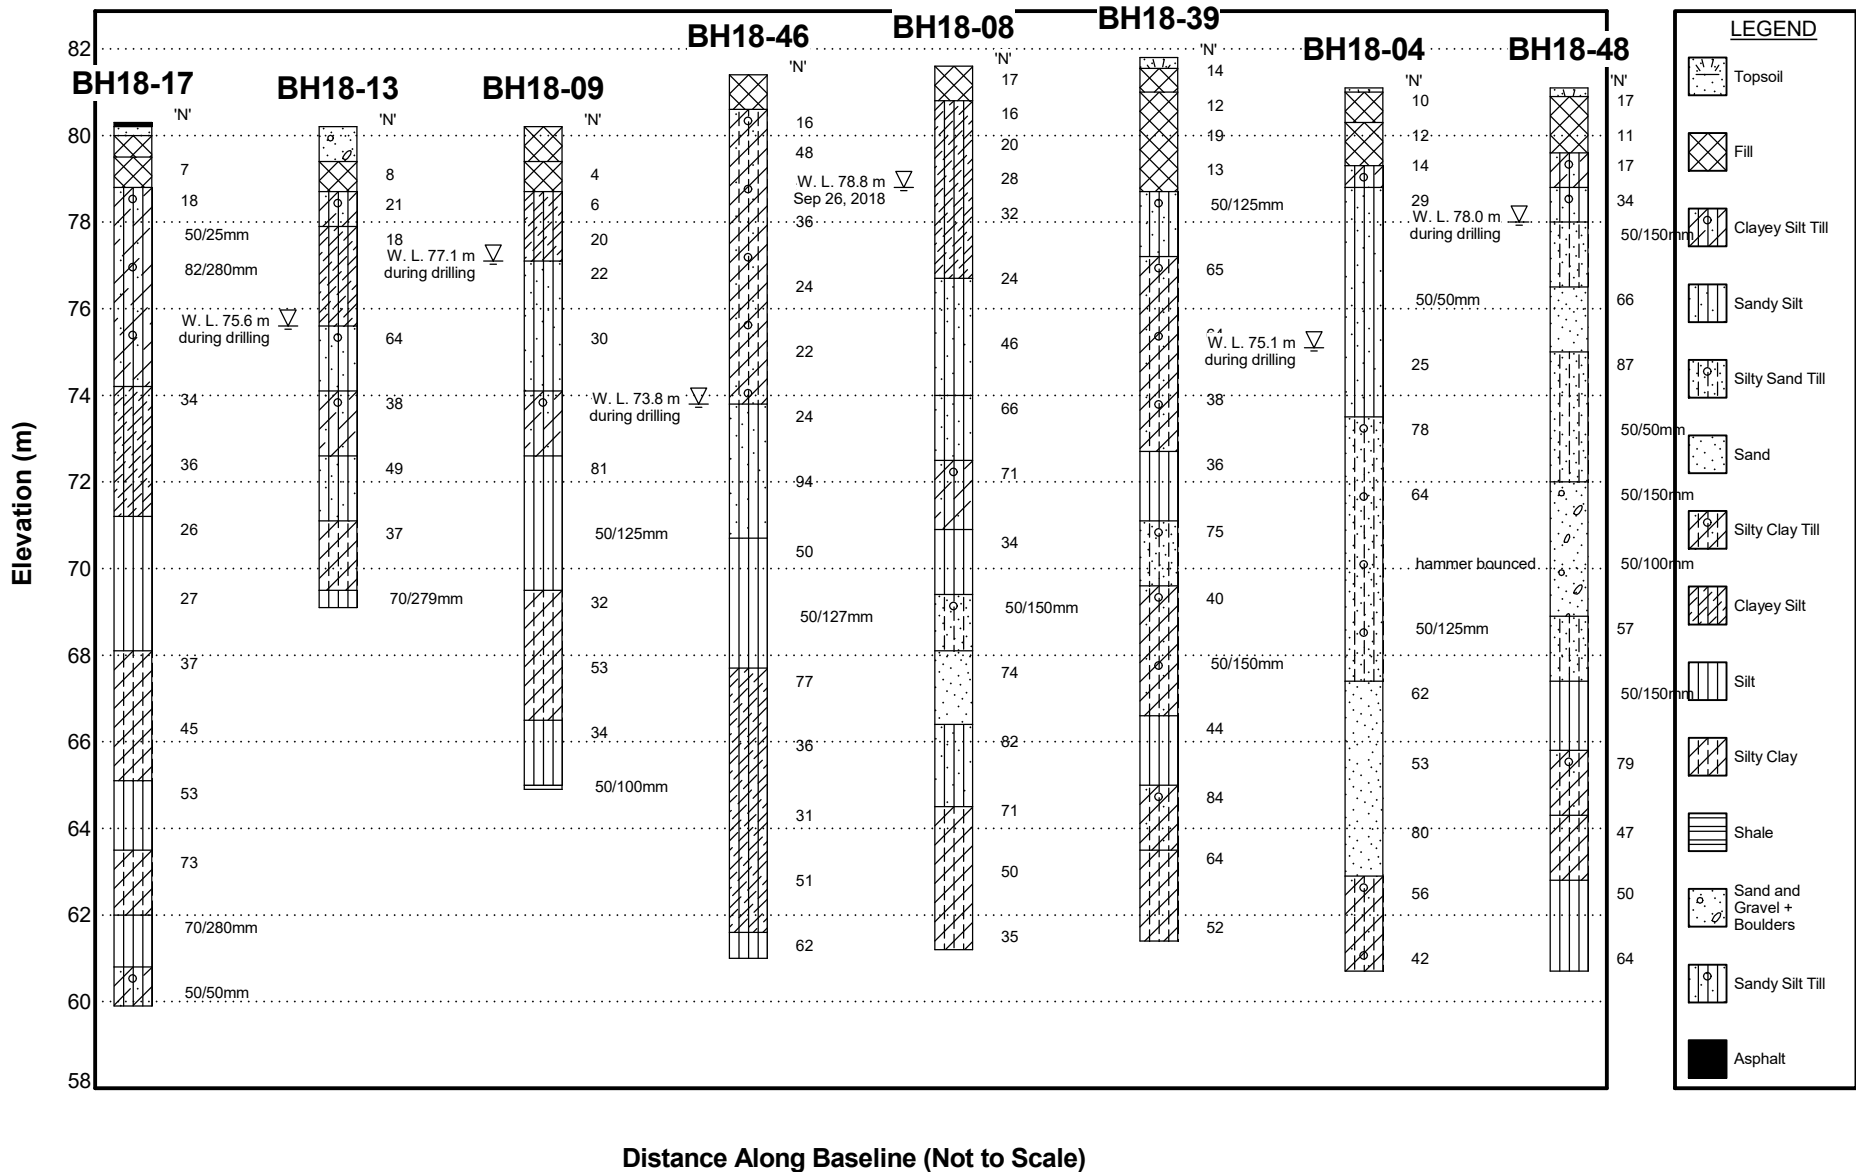 BH18-17
BH18-13
BH18-09
BH18-46
BH18-08
BH18-39
BH18-04
BH18-48
Elevation (m)
82
80
78
76
74
72
70
68
66
64
62
60
58
'N'
7
18
50/25mm
82/280mm
W. L. 75.6 m
during drilling
34
36
26
27
37
45
53
73
70/280mm
50/50mm
'N'
8
21
18
W. L. 77.1 m
during drilling
64
38
49
37
70/279mm
'N'
4
6
20
22
30
W. L. 73.8 m
during drilling
81
50/125mm
32
53
34
50/100mm
'N'
16
48
W. L. 78.8 m
Sep 26, 2018
36
24
22
24
94
50
50/127mm
77
36
31
51
62
'N'
17
16
20
28
32
24
46
66
71
34
50/150mm
74
82
71
50
35
'N'
14
12
19
13
50/125mm
65
W. L. 75.1 m
during drilling
38
36
75
40
50/150mm
44
84
64
52
'N'
10
12
14
29
W. L. 78.0 m
during drilling
50/50mm
25
78
64
hammer bounced
50/125mm
62
53
80
56
42
'N'
17
11
17
34
50/150mm
66
87
50/50mm
50/150mm
50/100mm
57
50/150mm
79
47
50
64
Distance Along Baseline (Not to Scale)
LEGEND
Topsoil
Fill
Clayey Silt Till
Sandy Silt
Silty Sand Till
Sand
Silty Clay Till
Clayey Silt
Silt
Silty Clay
Shale
Sand and
Gravel +
Boulders
Sandy Silt Till
Asphalt